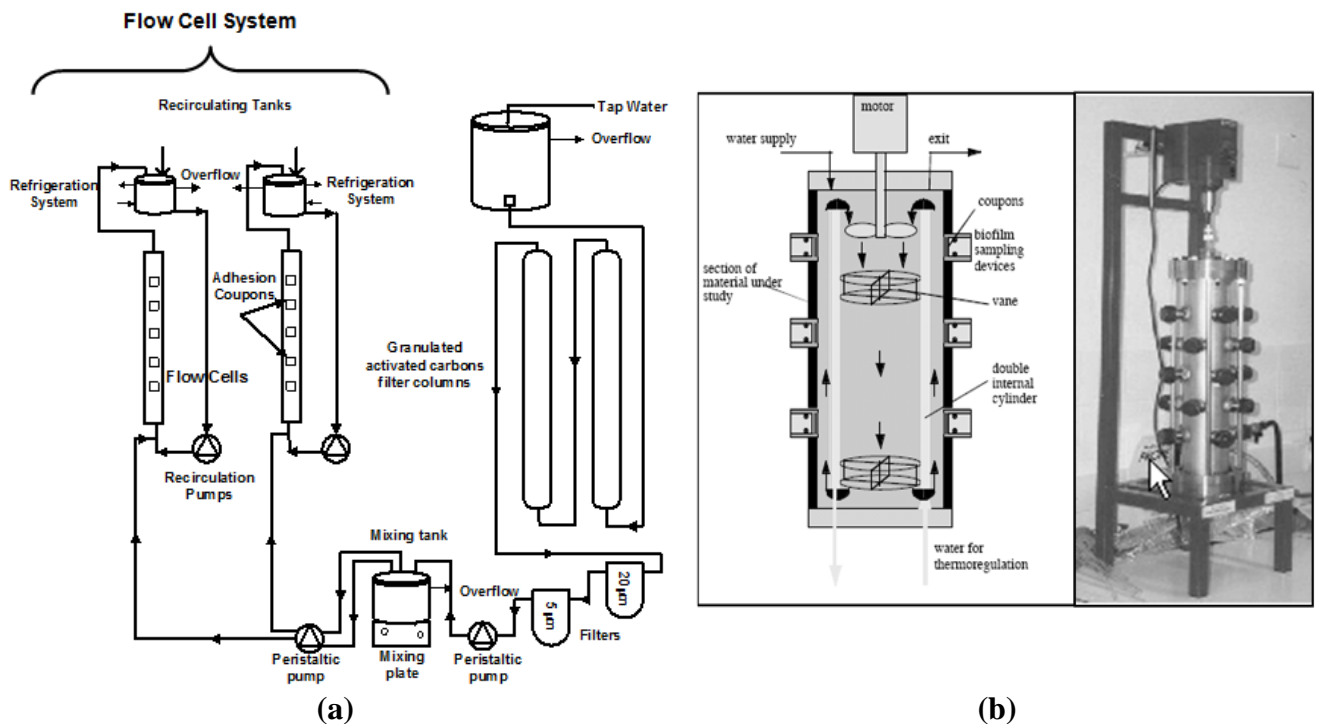 Flow Cell System
Recirculating Tanks
Tap Water
Overflow
Refrigeration
System
Overflow
Refrigeration
System
Adhesion
Coupons
Flow Cells
Granulated
activated carbons
filter columns
Recirculation
Pumps
Mixing tank
Overflow
20 µm
5 µm
Filters
Peristaltic
pump
Mixing
plate
Peristaltic
pump
(a)
motor
water supply
exit
coupons
biofilm
sampling
devices
section of
material under
study
vane
double
internal
cylinder
water for
thermoregulation
(b)